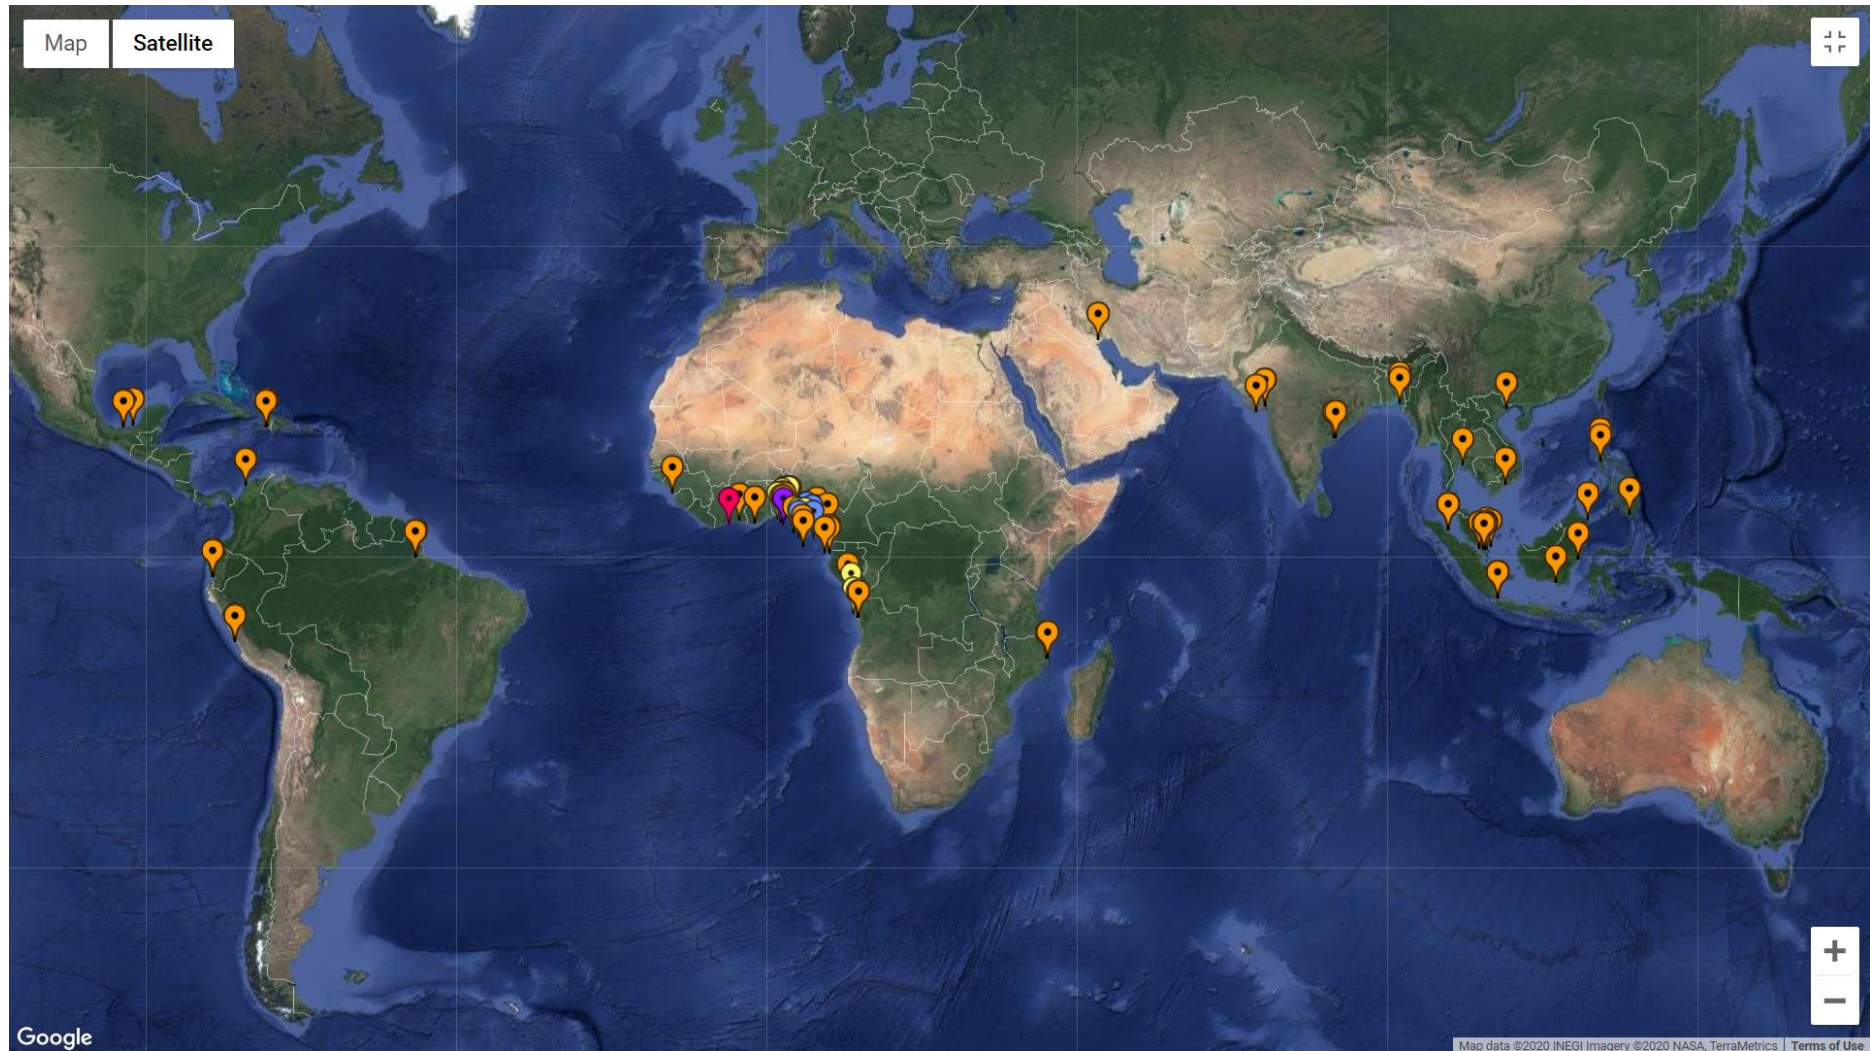 Map Satellite
Google
Map data ©2020 INEGI Imagery ©2020 NASA, TerraMetrics Terms of Use